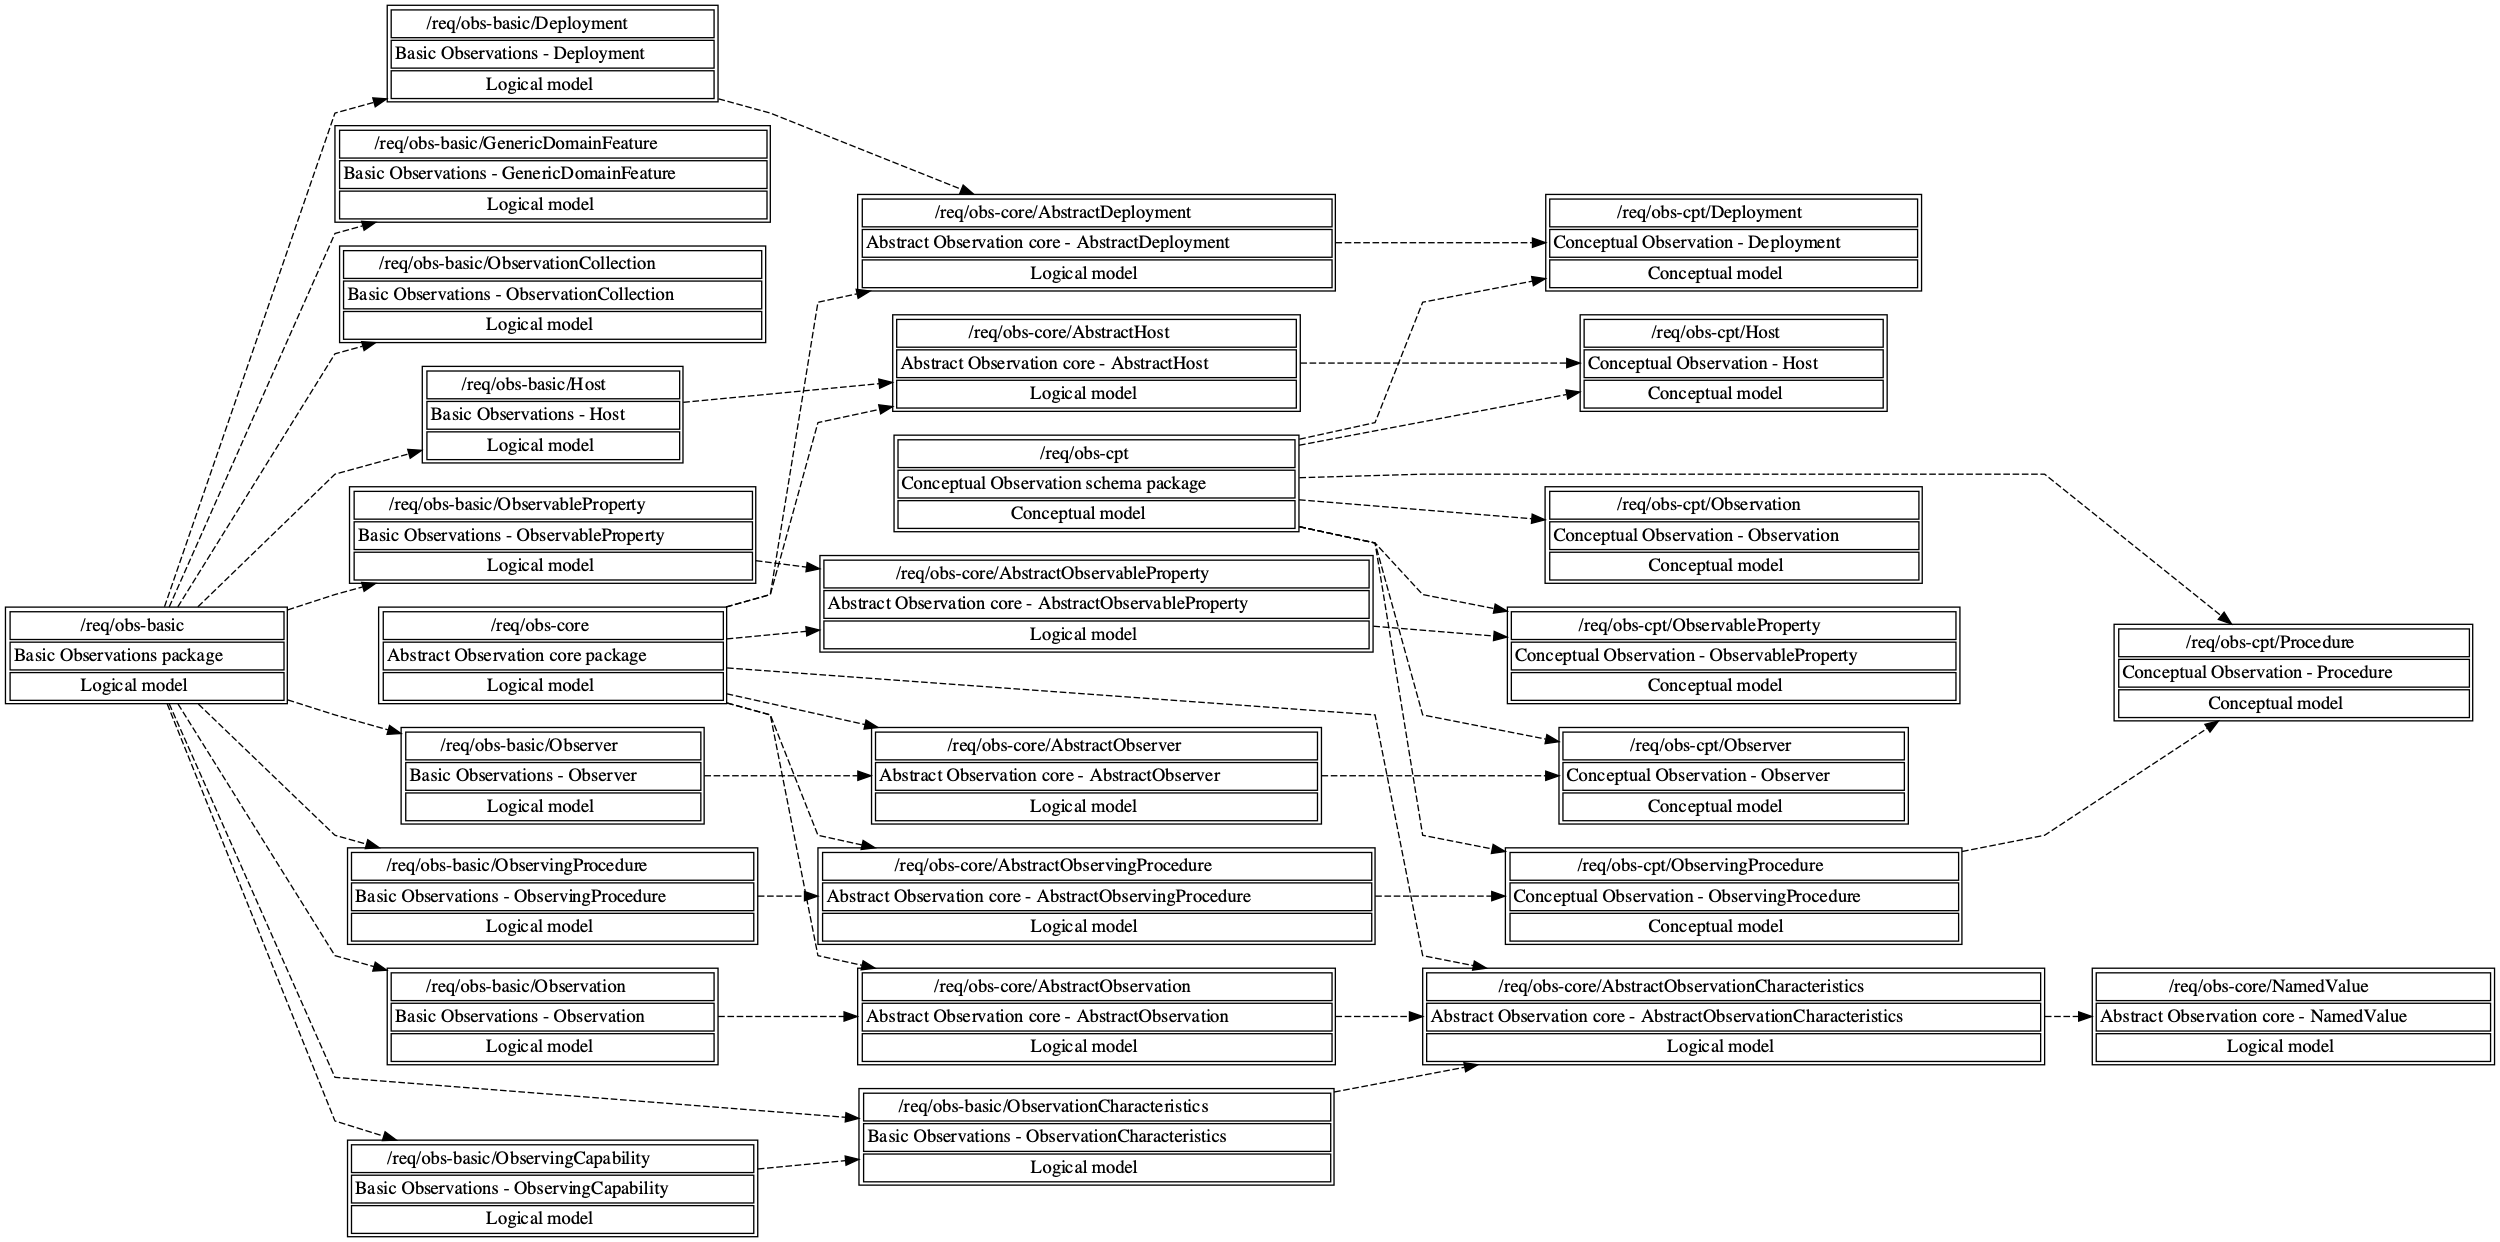 /req/obs-basic/Deployment
Basic Observations - Deployment
Logical model
/req/obs-basic/GenericDomainFeature
Basic Observations - GenericDomainFeature
Logical model
/req/obs-basic/ObservationCollection
Basic Observations - ObservationCollection
Logical model
/req/obs-basic/Host
Basic Observations - Host
Logical model
/req/obs-basic/ObservableProperty
Basic Observations - ObservableProperty
Logical model
/req/obs-basic
Basic Observations package
Logical model
/req/obs-core
Abstract Observation core package
Logical model
/req/obs-basic/Observer
Basic Observations - Observer
Logical model
/req/obs-basic/ObservingProcedure
Basic Observations - ObservingProcedure
Logical model
/req/obs-basic/Observation
Basic Observations - Observation
Logical model
/req/obs-basic/ObservingCapability
Basic Observations - ObservingCapability
Logical model
/req/obs-core/AbstractDeployment
Abstract Observation core - AbstractDeployment
Logical model
/req/obs-core/AbstractHost
Abstract Observation core - AbstractHost
Logical model
/req/obs-cpt
Conceptual Observation schema package
Conceptual model
/req/obs-core/AbstractObservableProperty
Abstract Observation core - AbstractObservableProperty
Logical model
/req/obs-core/AbstractObserver
Abstract Observation core - AbstractObserver
Logical model
/req/obs-core/AbstractObservingProcedure
Abstract Observation core - AbstractObservingProcedure
Logical model
/req/obs-core/AbstractObservation
Abstract Observation core - AbstractObservation
Logical model
/req/obs-basic/ObservationCharacteristics
Basic Observations - ObservationCharacteristics
Logical model
/req/obs-cpt/Deployment
Conceptual Observation - Deployment
Conceptual model
/req/obs-cpt/Host
Conceptual Observation - Host
Conceptual model
/req/obs-cpt/Observation
Conceptual Observation - Observation
Conceptual model
/req/obs-cpt/ObservableProperty
Conceptual Observation - ObservableProperty
Conceptual model
/req/obs-cpt/Observer
Conceptual Observation - Observer
Conceptual model
/req/obs-cpt/ObservingProcedure
Conceptual Observation - ObservingProcedure
Conceptual model
/req/obs-core/AbstractObservationCharacteristics
Abstract Observation core - AbstractObservationCharacteristics
Logical model
/req/obs-cpt/Procedure
Conceptual Observation - Procedure
Conceptual model
/req/obs-core/NamedValue
Abstract Observation core - NamedValue
Logical model